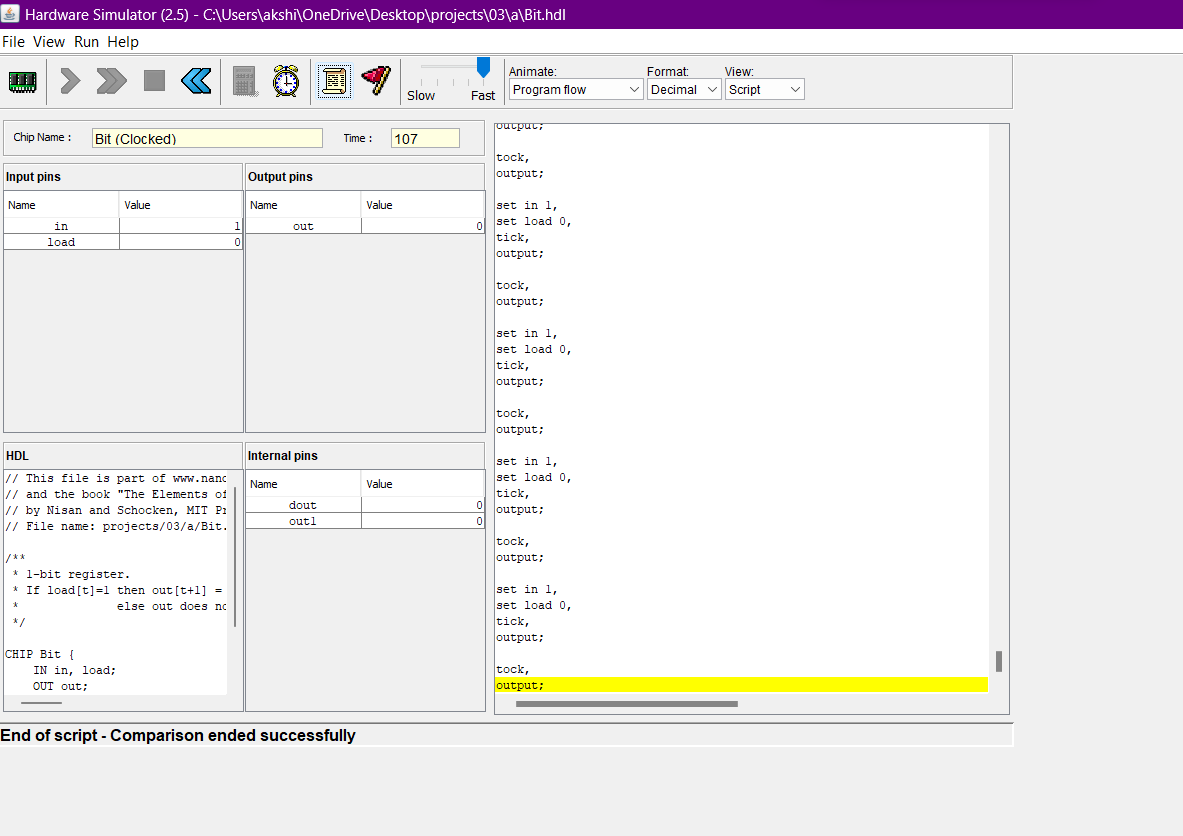 Hardware Simulator (2.5) - C:\Users\akshi\OneDrive\Desktop\projects\03\a\Bit.hdl
File View Run Help
Slow Fast
Animate:
Program flow
Format:
Decimal
View:
Script
Chip Name : Bit (Clocked) Time : 107
Input pins
Name Value
in 1
load 0
Output pins
Name Value
out 0
HDL
// This file is part of www.nand
// and the book "The Elements of
// by Nisan and Schocken, MIT Pr
// File name: projects/03/a/Bit.
/**
* 1-bit register.
* If load[t]=1 then out[t+1] =
* else out does no
*/
CHIP Bit {
IN in, load;
OUT out;
Internal pins
Name Value
dout 0
out1 0
output;
tock,
output;
set in 1,
set load 0,
tick,
output;
tock,
output;
set in 1,
set load 0,
tick,
output;
tock,
output;
set in 1,
set load 0,
tick,
output;
tock,
output;
set in 1,
set load 0,
tick,
output;
tock,
output;
End of script - Comparison ended successfully